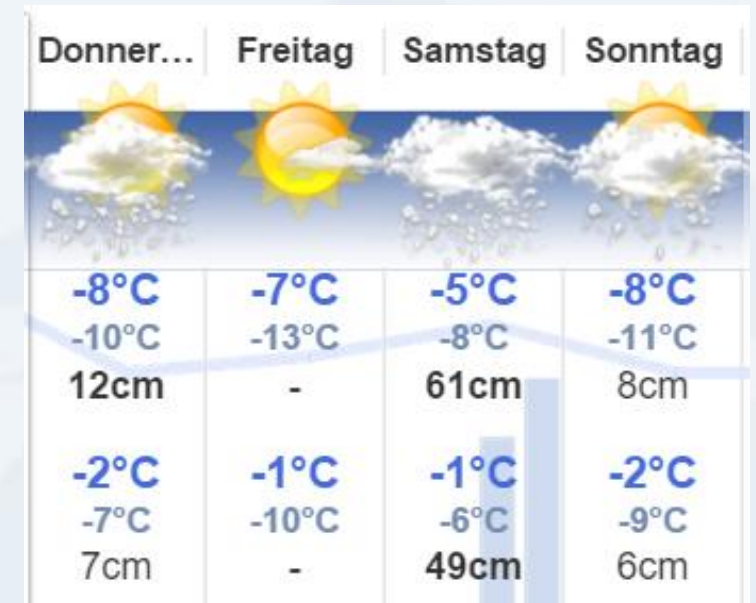 Donner... Freitag Samstag Sonntag
-8°C -7°C -5°C -8°C
-10°C -13°C -8°C -11°C
12cm - 61cm 8cm
-2°C -1°C -1°C -2°C
-7°C -10°C -6°C -9°C
7cm - 49cm 6cm